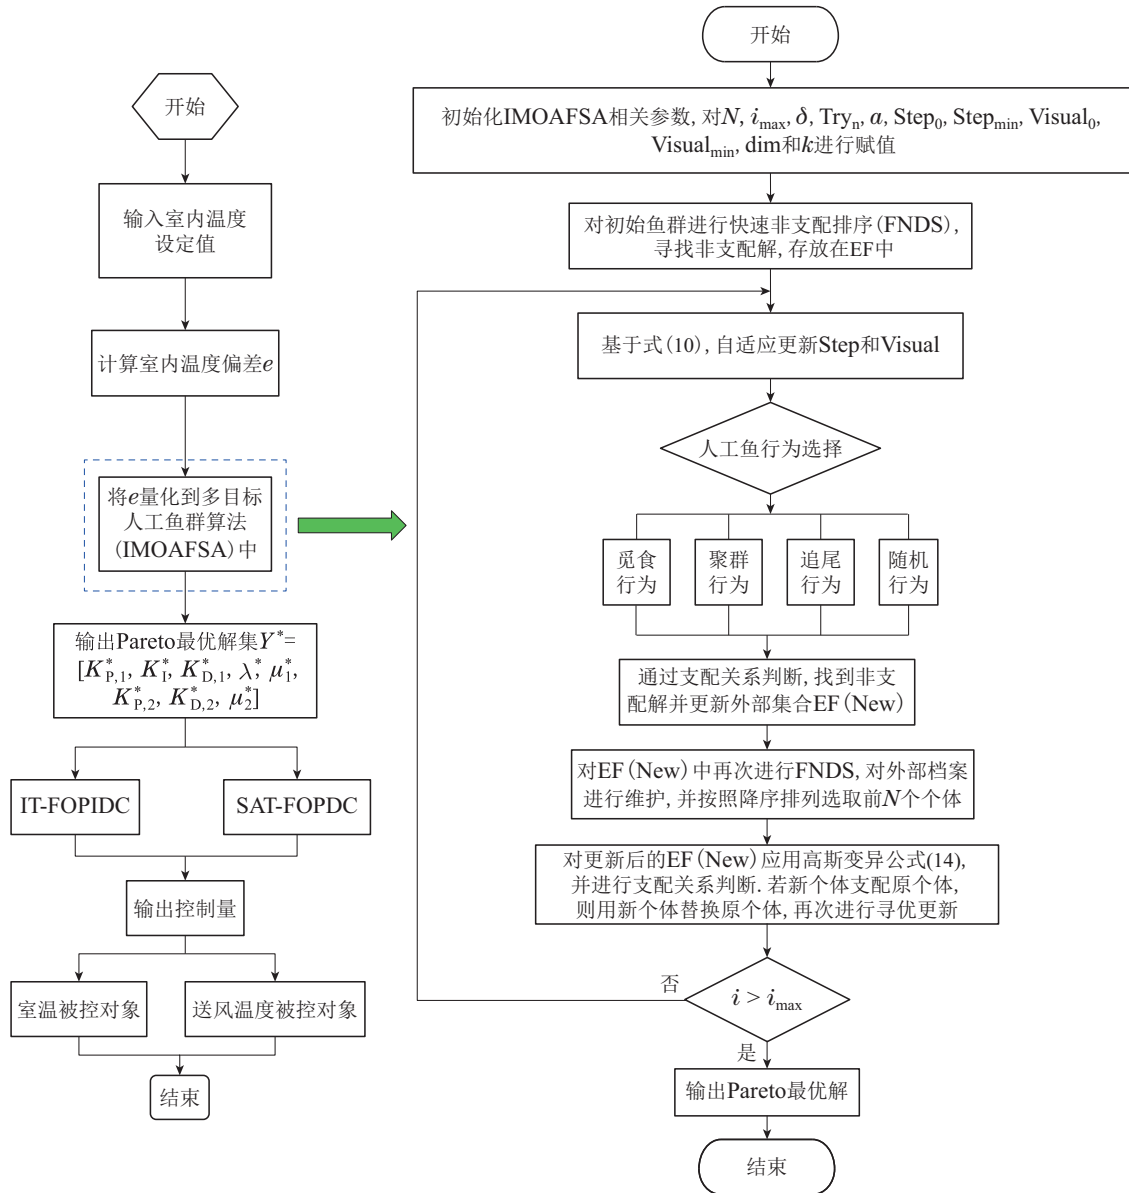 开始
输入室内温度
设定值
计算室内温度偏差e
将e量化到多目标
人工鱼群算法
(IMOAFSA)中
输出Pareto最优解集Y*=
[K*P,1, K*I, K*D,1, λ*, μ*1,
K*P,2, K*D,2, μ*2]
IT-FOPIDC
SAT-FOPDC
输出控制量
室温被控对象
送风温度被控对象
结束
开始
初始化IMOAFSA相关参数, 对N, imax, δ, Tryn, a, Step0, Stepmin, Visual0,
Visualmin, dim和k进行赋值
对初始鱼群进行快速非支配排序(FNDS),
寻找非支配解, 存放在EF中
基于式(10), 自适应更新Step和Visual
人工鱼行为选择
觅食
行为
聚群
行为
追尾
行为
随机
行为
通过支配关系判断, 找到非支
配解并更新外部集合EF(New)
对EF(New)中再次进行FNDS, 对外部档案
进行维护, 并按照降序排列选取前N个个体
对更新后的EF(New)应用高斯变异公式(14),
并进行支配关系判断. 若新个体支配原个体,
则用新个体替换原个体, 再次进行寻优更新
否
i > imax
是
输出Pareto最优解
结束